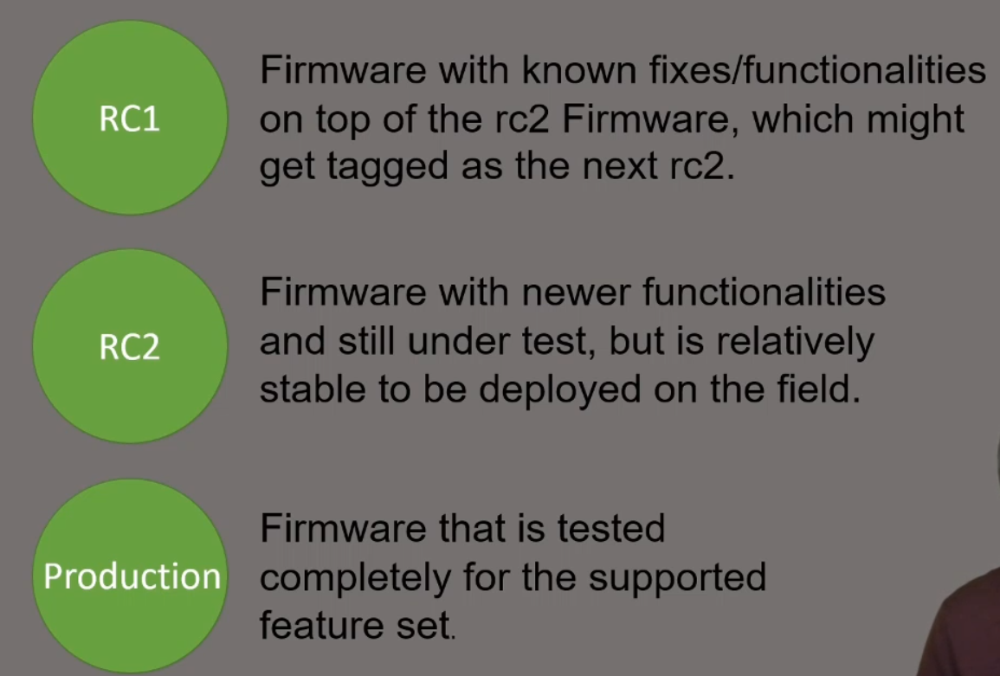 RC1
Firmware with known fixes/functionalities
on top of the rc2 Firmware, which might
get tagged as the next rc2.
RC2
Firmware with newer functionalities
and still under test, but is relatively
stable to be deployed on the field.
Production
Firmware that is tested
completely for the supported
feature set.